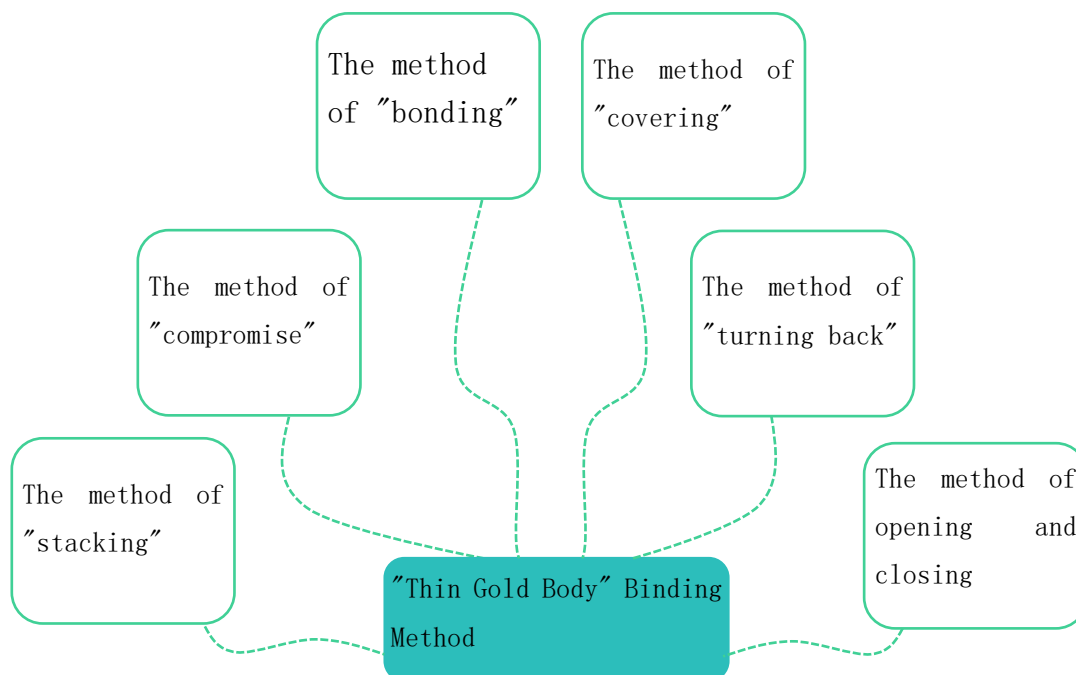 The method
of "bonding"
The method of
"covering"
The method of
"compromise"
The method of
"turning back"
The method of
"stacking"
The method of
opening and
closing
"Thin Gold Body" Binding
Method